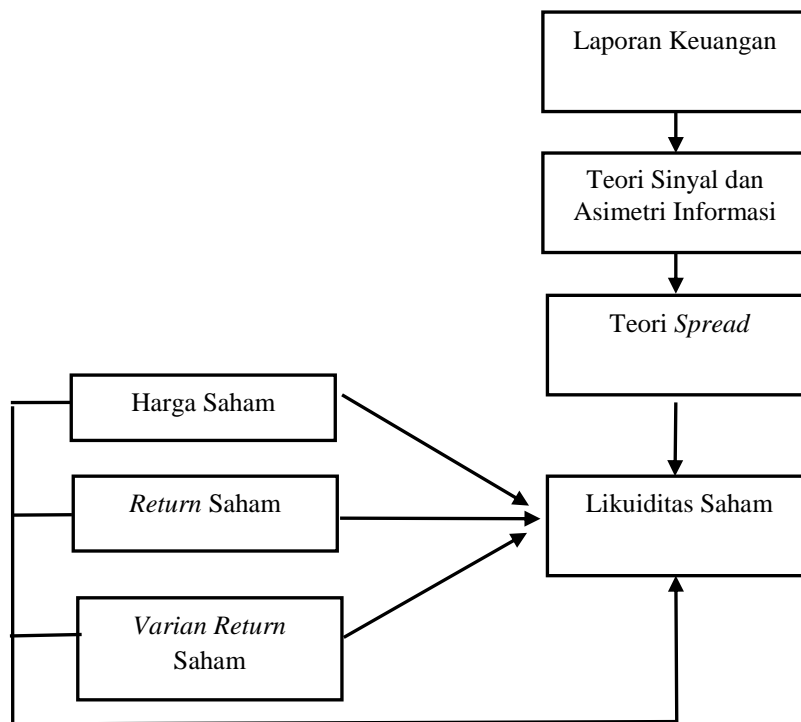 Laporan Keuangan
Teori Sinyal dan
Asimetri Informasi
Teori Spread
Harga Saham
Return Saham
Likuiditas Saham
Varian Return
Saham